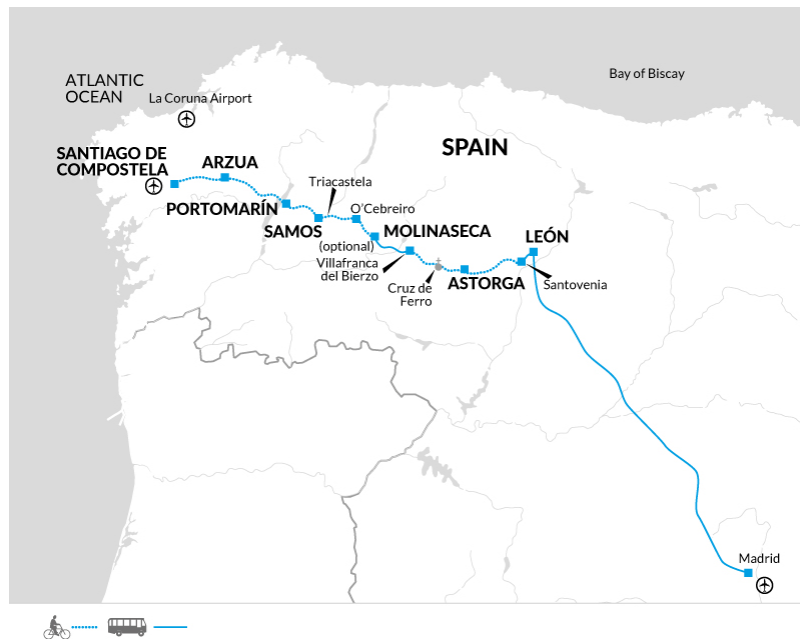 Bay of Biscay
ATLANTIC
OCEAN
La Coruna Airport
SPAIN
SANTIAGO DE
COMPOSTELA
ARZUA
Triacastela
PORTOMARÍN
O'Cebreiro
SAMOS
MOLINASECA
(optional)
LEÓN
Villafranca
del Bierzo
Cruz de
Ferro
ASTORGA
Santovenia
Madrid